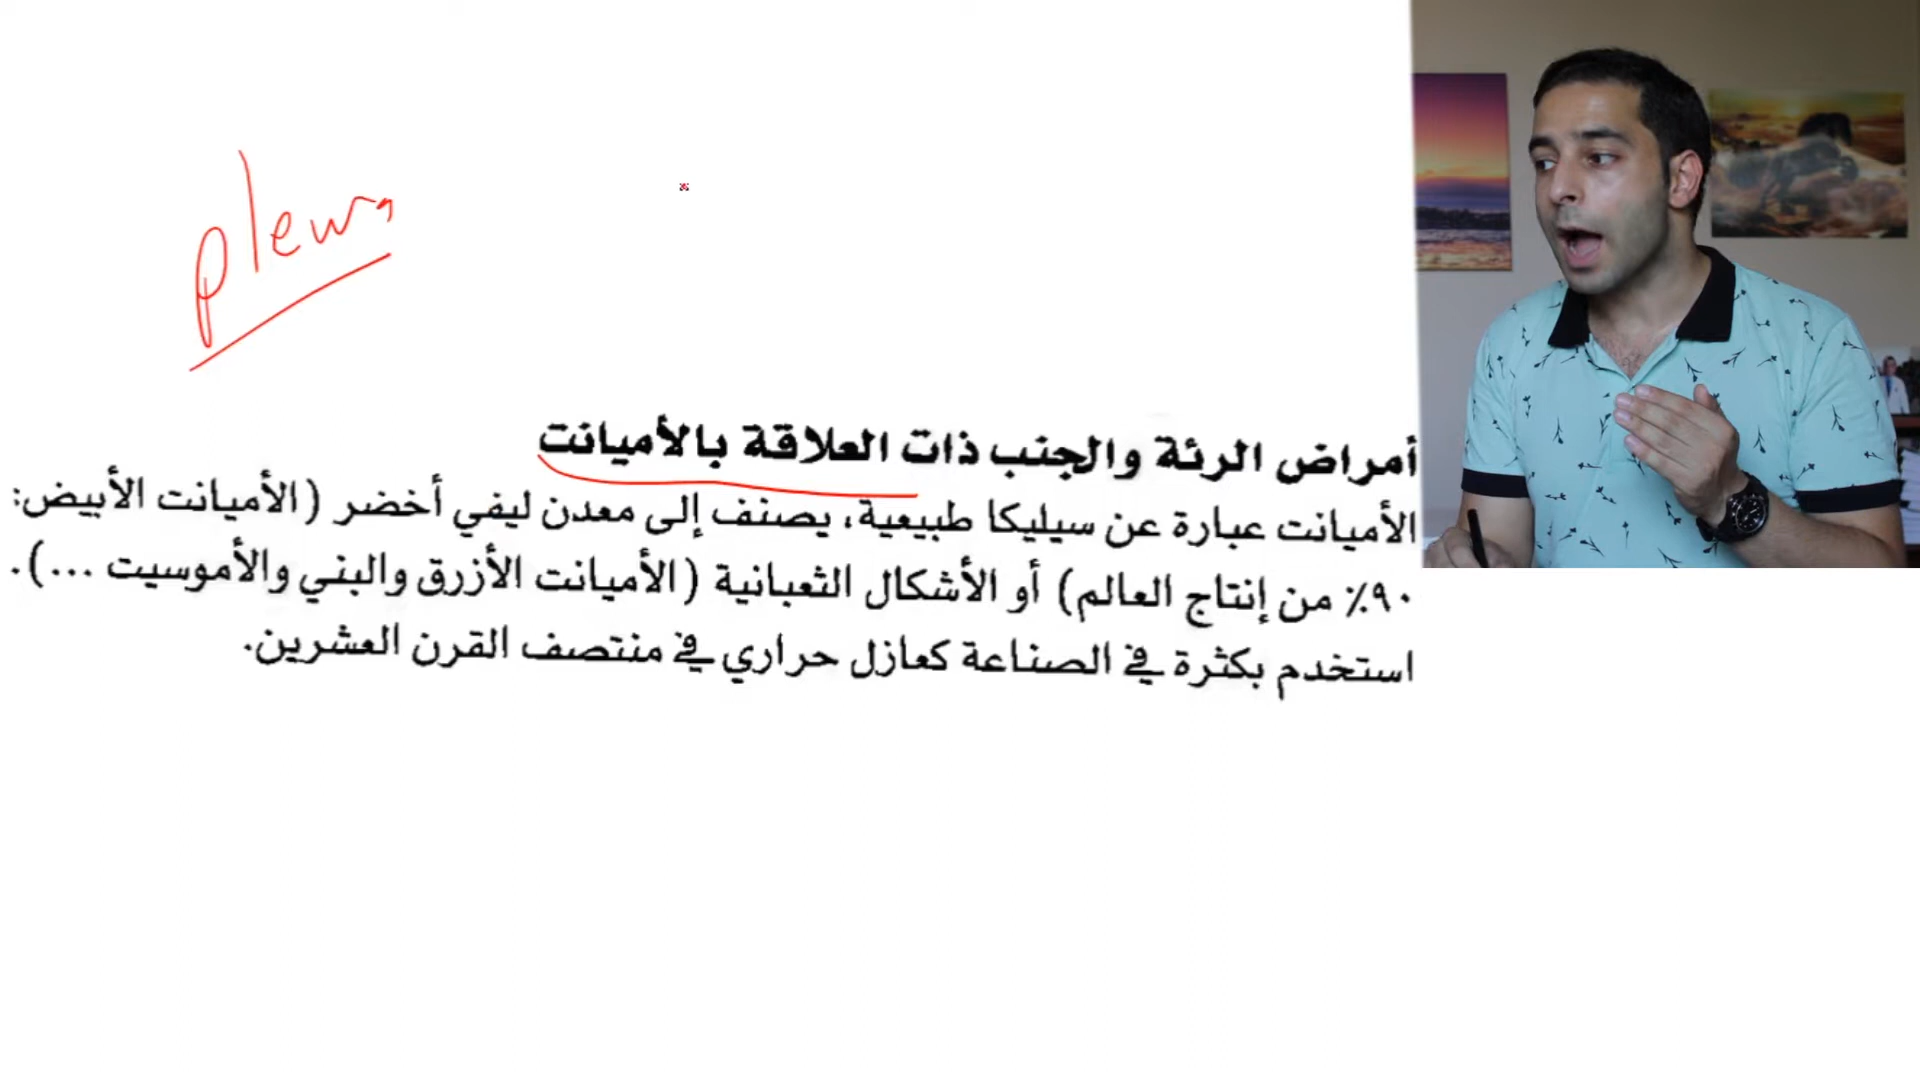 pleura
أمراض الرئة والجنب ذات العلاقة بالأميانت
الأميانت عبارة عن سيليكا طبيعية، يصنف إلى معدن ليفي أخضر (الأميانت الأبيض:
٩٠٪ من إنتاج العالم) أو الأشكال الثعبانية (الأميانت الأزرق والبني والأموسيت ...).
استخدم بكثرة في الصناعة كعازل حراري في منتصف القرن العشرين.